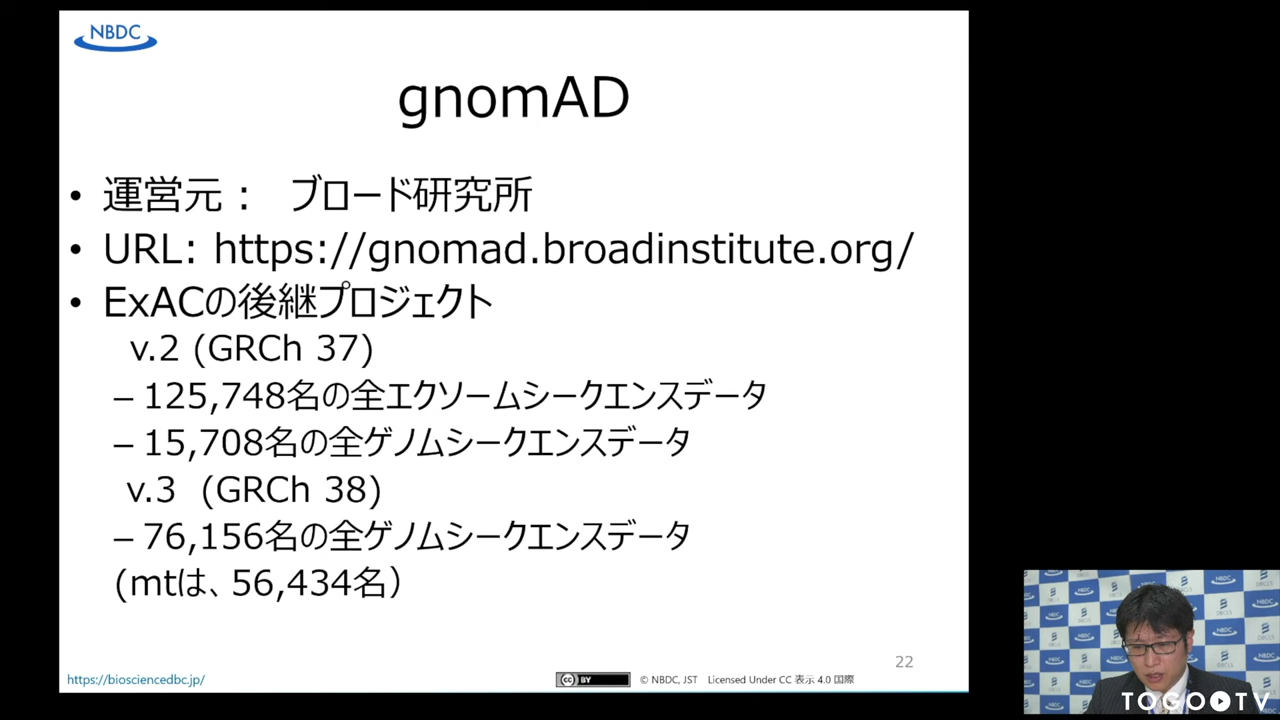 NBDC
gnomAD
• 運営元： ブロード研究所
• URL: https://gnomad.broadinstitute.org/
• ExACの後継プロジェクト
v.2 (GRCh 37)
– 125,748名の全エクソームシークエンスデータ
– 15,708名の全ゲノムシークエンスデータ
v.3 (GRCh 38)
– 76,156名の全ゲノムシークエンスデータ
(mtは、56,434名）
22
https://biosciencedbc.jp/
cc BY
© NBDC, JST Licensed Under CC 表示 4.0 国際
TOGO TV